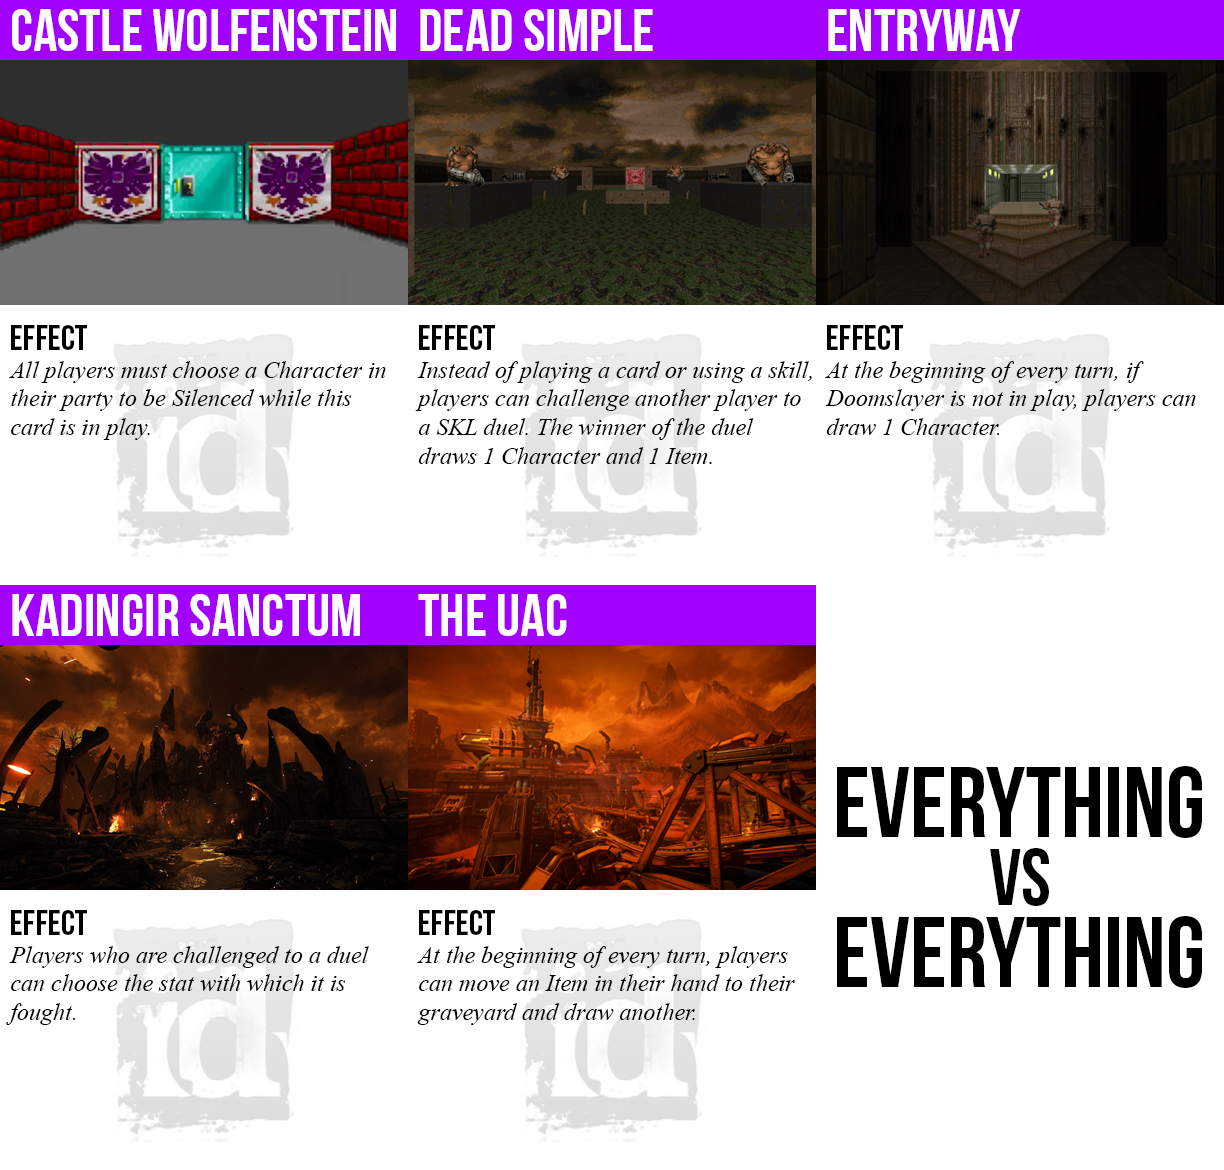 CASTLE WOLFENSTEIN
EFFECT
All players must choose a Character in
their party to be Silenced while this
card is in play.
DEAD SIMPLE
EFFECT
Instead of playing a card or using a skill,
players can challenge another player to
a SKL duel. The winner of the duel
draws 1 Character and 1 Item.
ENTRYWAY
EFFECT
At the beginning of every turn, if
Doomslayer is not in play, players can
draw 1 Character.
KADINGIR SANCTUM
EFFECT
Players who are challenged to a duel
can choose the stat with which it is
fought.
THE UAC
EFFECT
At the beginning of every turn, players
can move an Item in their hand to their
graveyard and draw another.
EVERYTHING
VS
EVERYTHING
id
id
id
id
id